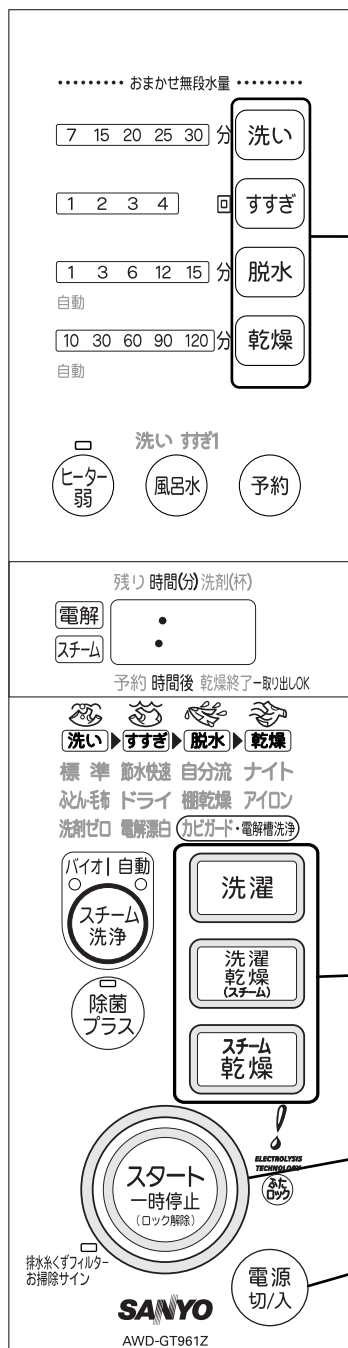 おまかせ無段水量
7 15 20 25 30 分 洗い
1 2 3 4 回 すすぎ
1 3 6 12 15 分 脱水
自動
10 30 60 90 120 分 乾燥
自動
洗い すすぎ1
ヒーター
弱
風呂水
予約
残り 時間(分) 洗剤(杯)
電解
スチーム
:
予約 時間後 乾燥終了ー取り出しOK
洗い▶すすぎ▶脱水▶乾燥
標準 節水快速 自分流 ナイト
ふとん・毛布 ドライ 棚乾燥 アイロン
洗剤ゼロ 電解漂白 カビガード・電解槽洗浄
バイオ 自動
スチーム
洗浄
洗濯
洗濯
乾燥
(スチーム)
除菌
プラス
スチーム
乾燥
ELECTROLYSIS
TECHNOLOGY
ふた
ロック
スタート
一時停止
(ロック解除)
排水糸くずフィルター
お掃除サイン
電源
切/入
SANYO
AWD-GT961Z